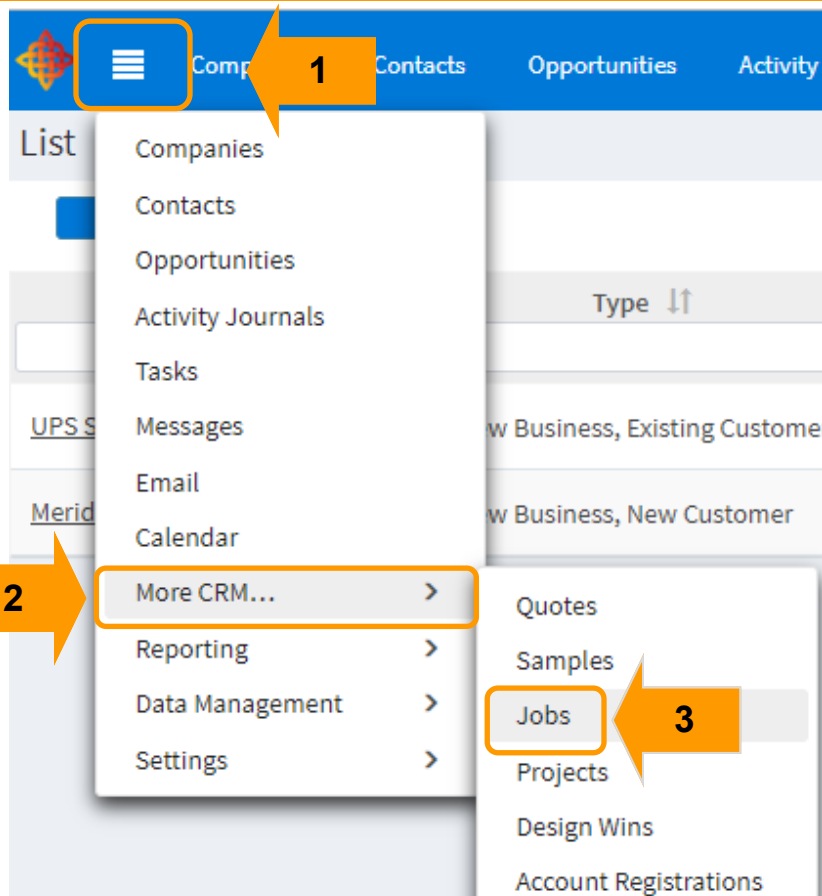 Comp 1 Contacts Opportunities Activity
List
Companies
Contacts
Opportunities
Type
Activity Journals
Tasks
UPS S Messages w Business, Existing Custome
Email
Merid w Business, New Customer
Calendar
2 More CRM... >
Quotes
Reporting >
Samples
Data Management >
Jobs 3
Settings >
Projects
Design Wins
Account Registrations